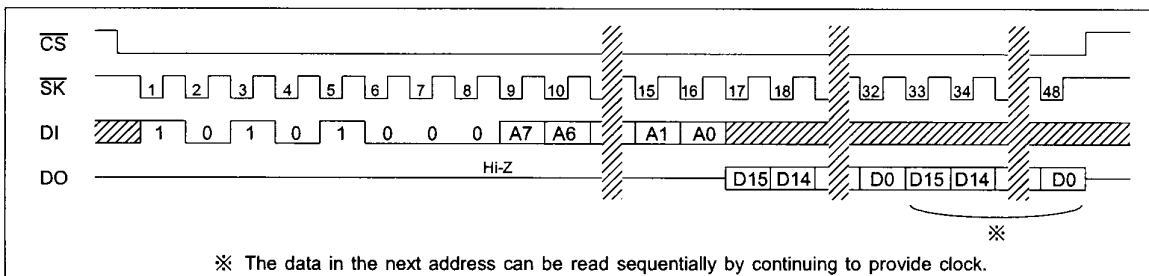 CS
SK 1 2 3 4 5 6 7 8 9 10 15 16 17 18 32 33 34 48
DI 1 0 1 0 1 0 0 0 A7 A6 A1 A0
Hi-Z
DO D15 D14 D0 D15 D14 D0
※
※ The data in the next address can be read sequentially by continuing to provide clock.